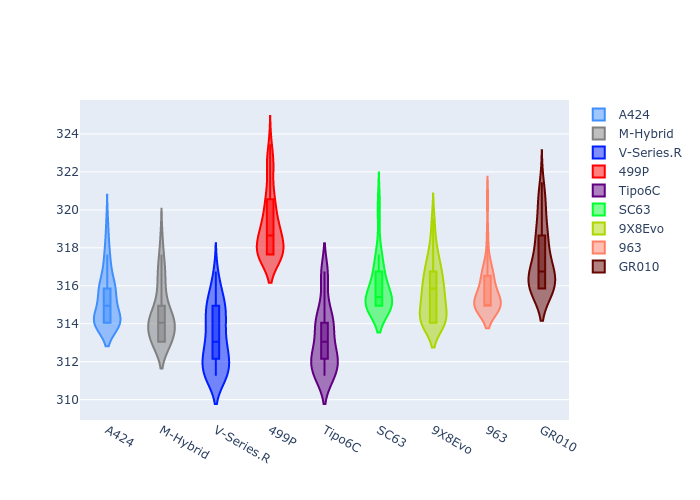 324
322
320
318
316
314
312
310
A424
M-Hybrid
V-Series.R
499P
Tipo6C
SC63
9X8Evo
963
GR010
A424
M-Hybrid
V-Series.R
499P
Tipo6C
SC63
9X8Evo
963
GR010